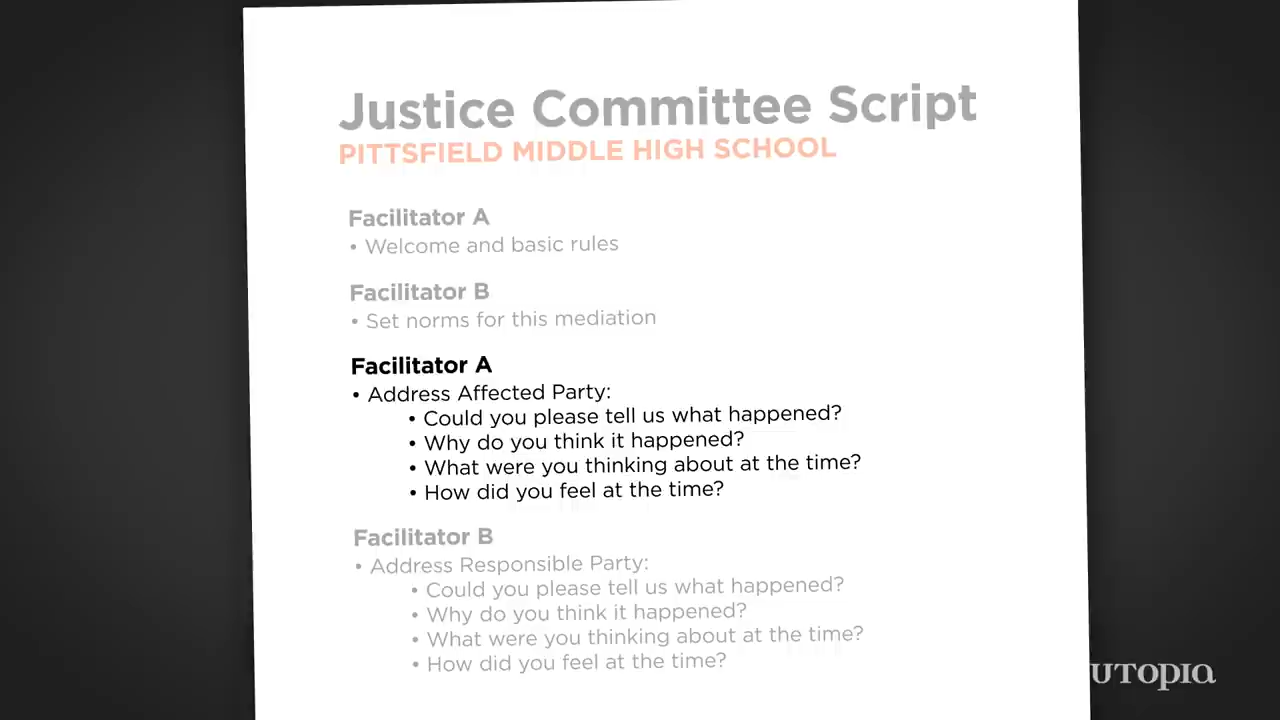 Justice Committee Script
PITTSFIELD MIDDLE HIGH SCHOOL
Facilitator A
• Welcome and basic rules
Facilitator B
• Set norms for this mediation
Facilitator A
• Address Affected Party:
• Could you please tell us what happened?
• Why do you think it happened?
• What were you thinking about at the time?
• How did you feel at the time?
Facilitator B
• Address Responsible Party:
• Could you please tell us what happened?
• Why do you think it happened?
• What were you thinking about at the time?
• How did you feel at the time?
UTOPIA